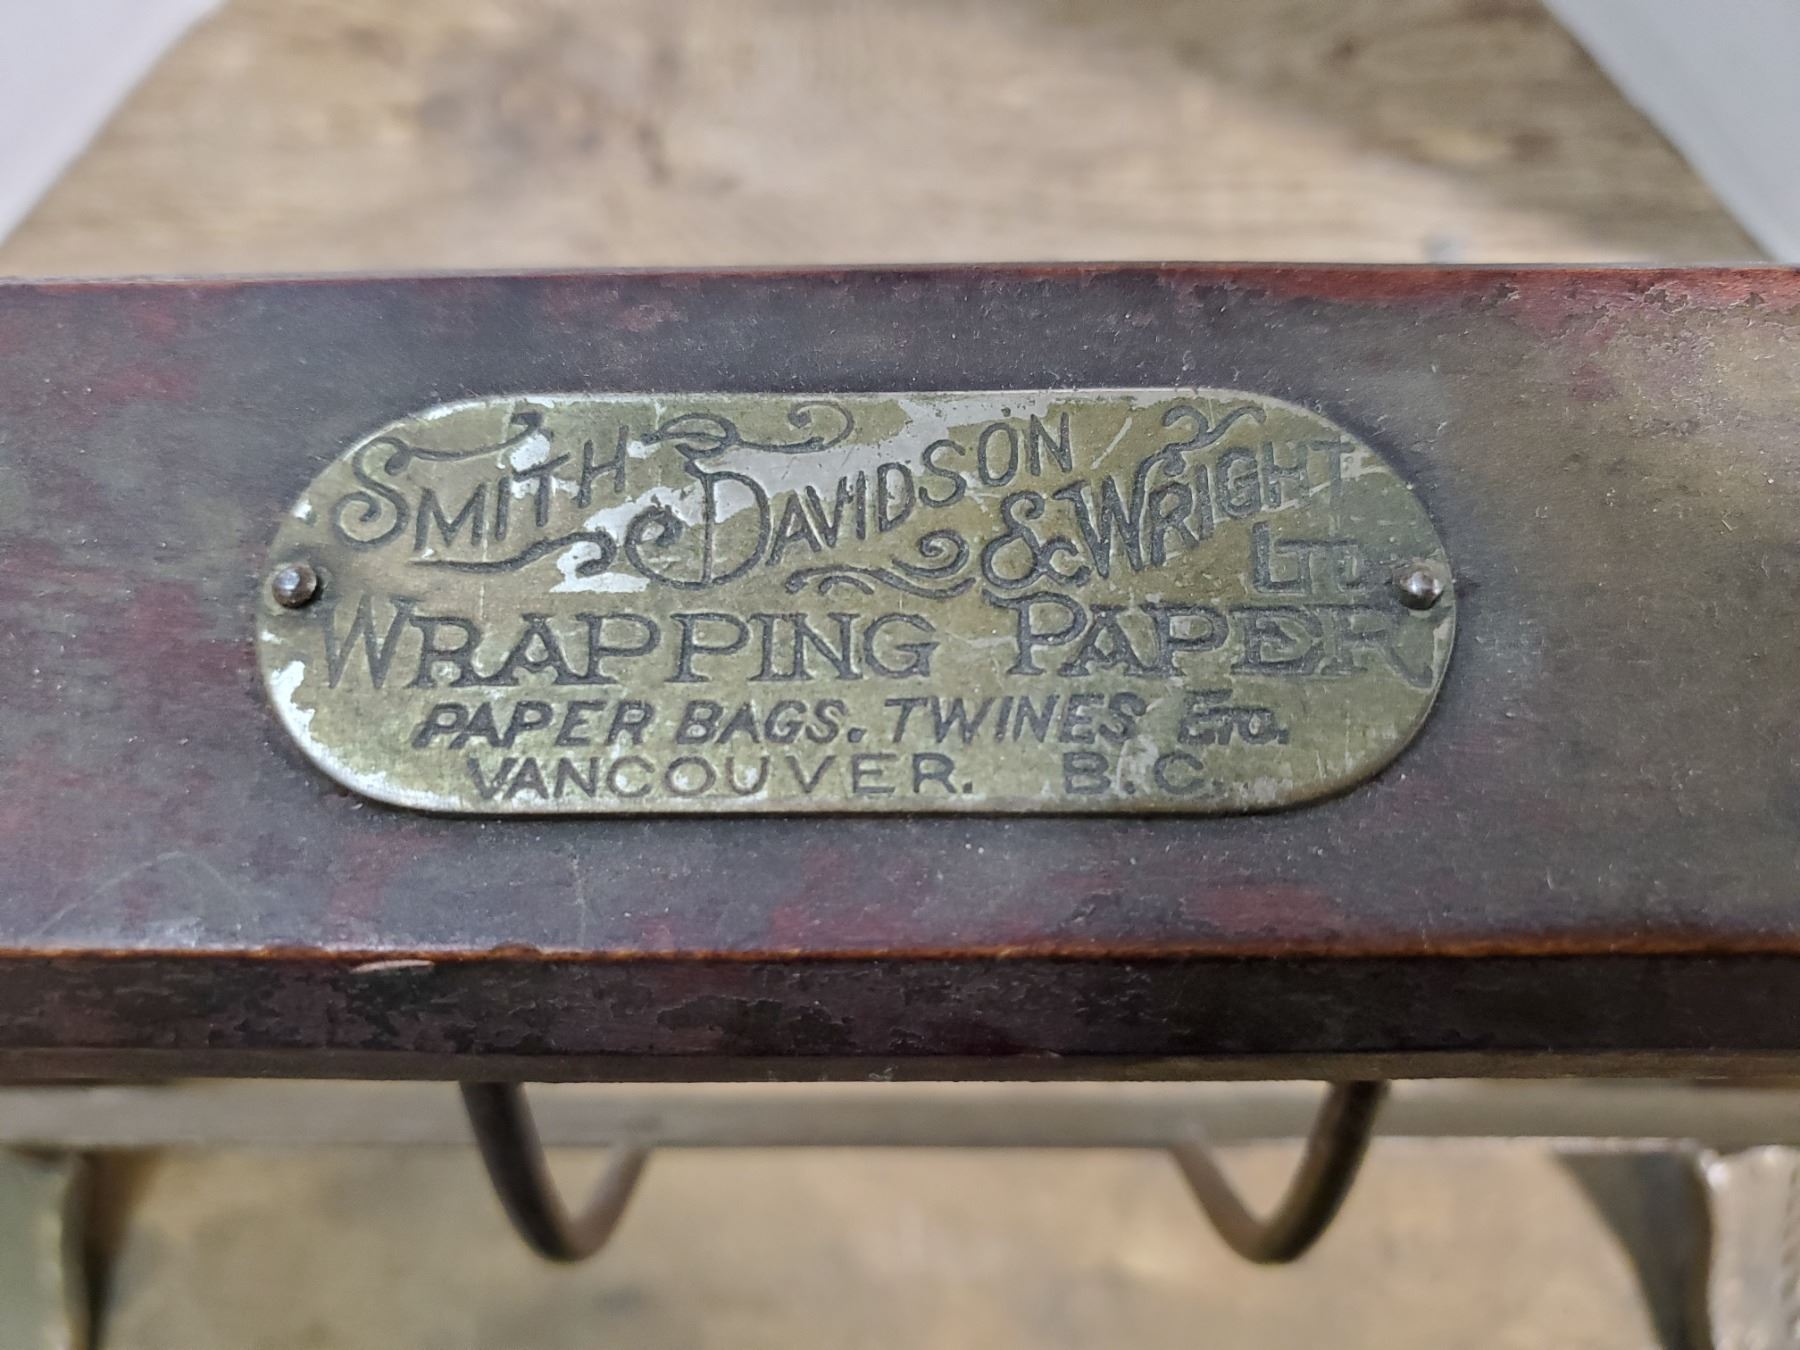 SMITH DAVIDSON & WRIGHT LTD.
WRAPPING PAPER
PAPER BAGS. TWINES ETC.
VANCOUVER. B.C.